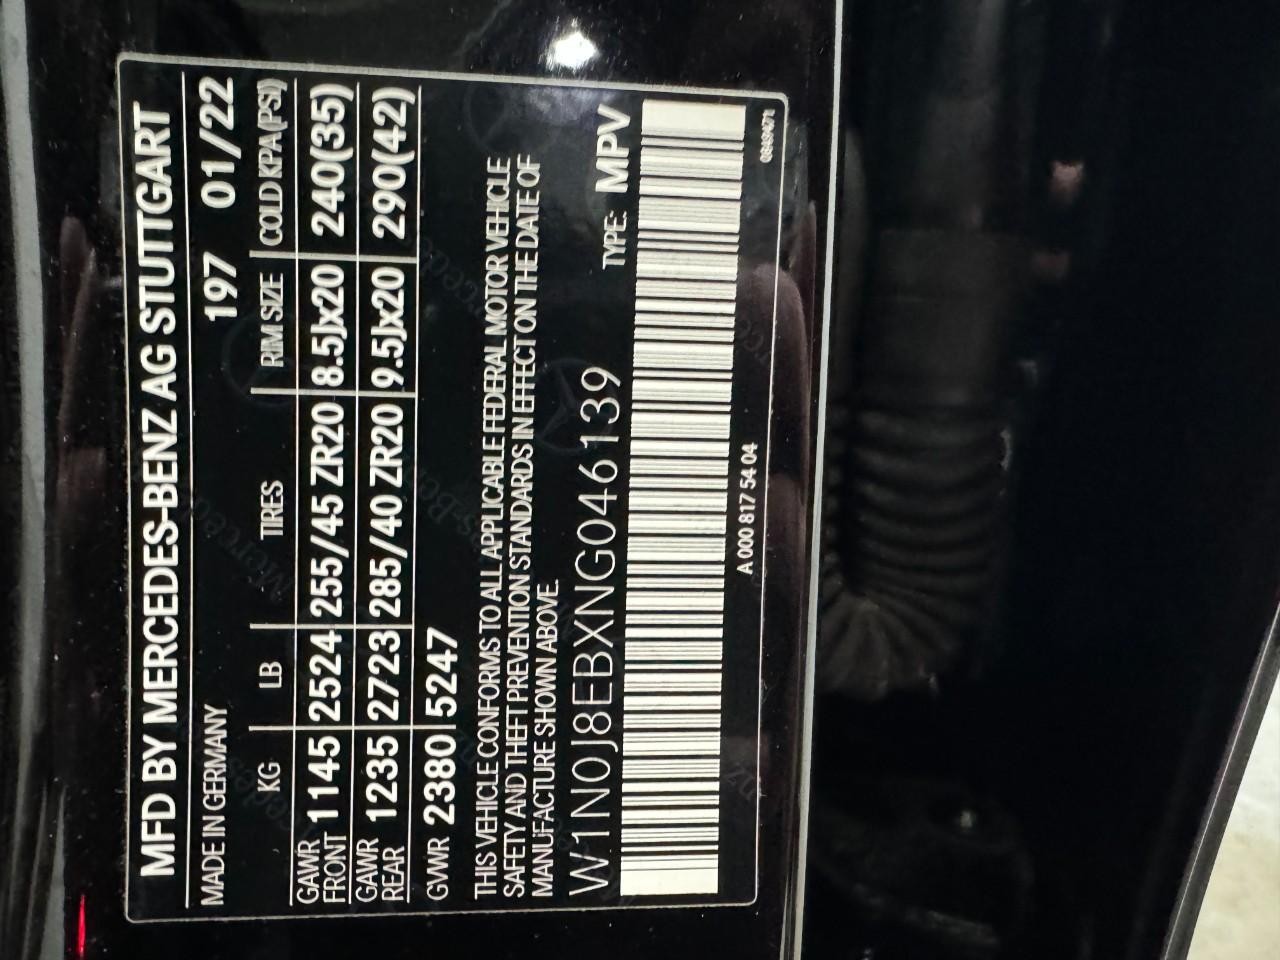 MFD BY MERCEDES-BENZ AG STUTTGART
MADE IN GERMANY 197 01/22
KG LB TIRES RIM SIZE COLD KPA(PSI)
GAWR FRONT 1145 2524 255/45 ZR20 8.5Jx20 240(35)
GAWR REAR 1235 2723 285/40 ZR20 9.5Jx20 290(42)
GVWR 2380 5247
THIS VEHICLE CONFORMS TO ALL APPLICABLE FEDERAL MOTOR VEHICLE
SAFETY AND THEFT PREVENTION STANDARDS IN EFFECT ON THE DATE OF
MANUFACTURE SHOWN ABOVE.
W1N0J8EBXNG046139 TYPE: MPV
A 000 817 54 04